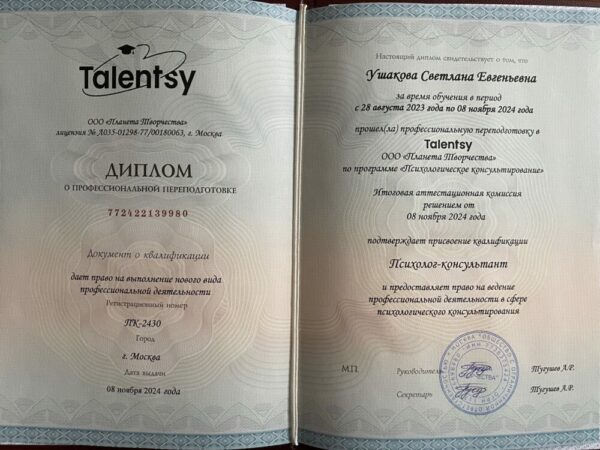 Talentsy
ООО «Планета Творчества»
лицензия № Л035-01298-77/00180063, г. Москва
ДИПЛОМ
О ПРОФЕССИОНАЛЬНОЙ ПЕРЕПОДГОТОВКЕ
772422139980
Документ о квалификации
дает право на выполнение нового вида
профессиональной деятельности
Регистрационный номер
ПК-2430
Город
г. Москва
Дата выдачи
08 ноября 2024 года
Настоящий диплом свидетельствует о том, что
Ушакова Светлана Евгеньевна
за время обучения в период
с 28 августа 2023 года по 08 ноября 2024 года
прошел(ла) профессиональную переподготовку в
Talentsy
ООО «Планета Творчества»
по программе «Психологическое консультирование»
Итоговая аттестационная комиссия
решением от
08 ноября 2024 года
подтверждает присвоение квалификации
Психолог-консультант
и предоставляет право на ведение
профессиональной деятельности в сфере
психологического консультирования
М.П.
Руководитель
Тугушев А.Р.
Секретарь
Тугушев А.Р.